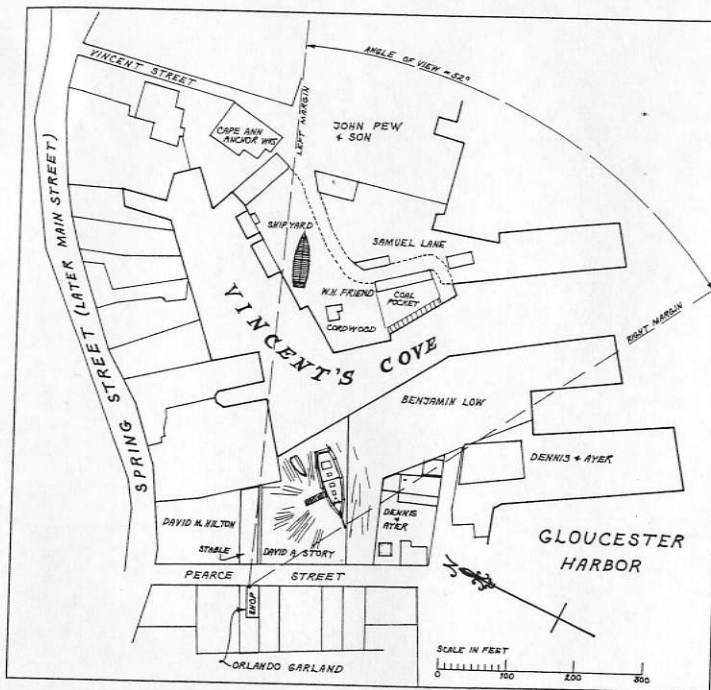 VINCENT STREET
ANGLE OF VIEW = 52°
LEFT MARGIN
CAPE ANN
ANCHOR WKS
JOHN PEW
& SON
SPRING STREET (LATER MAIN STREET)
SHIPYARD
SAMUEL LANE
W.H. FRIEND
COAL
POCKET
CORDWOOD
VINCENT'S COVE
RIGHT MARGIN
BENJAMIN LOW
DENNIS & AYER
DAVID M. HILTON
STABLE
DAVID A. STORY
DENNIS
&
AYER
GLOUCESTER
HARBOR
N
PEARCE STREET
SHOP
ORLANDO GARLAND
SCALE IN FEET
0 100 200 300